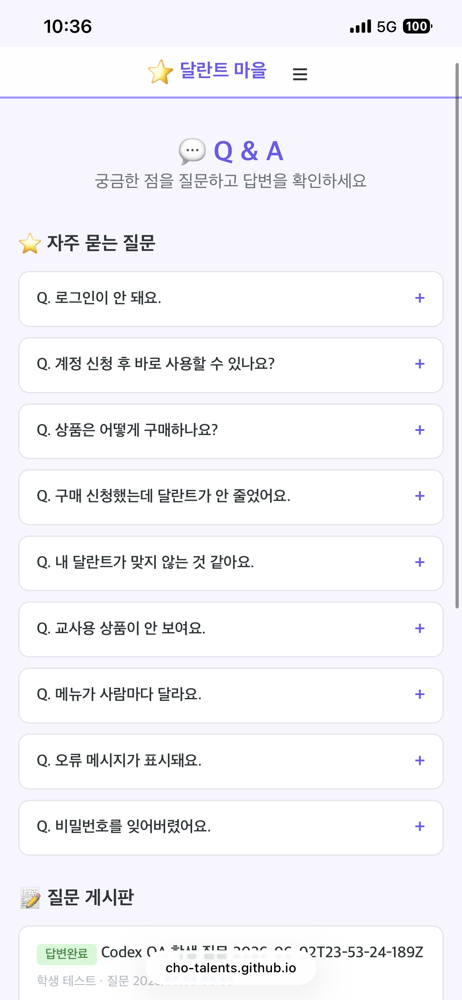 10:36
5G 100
달란트 마을
Q & A
궁금한 점을 질문하고 답변을 확인하세요
자주 묻는 질문
Q. 로그인이 안 돼요. +
Q. 계정 신청 후 바로 사용할 수 있나요? +
Q. 상품은 어떻게 구매하나요? +
Q. 구매 신청했는데 달란트가 안 줄었어요. +
Q. 내 달란트가 맞지 않는 것 같아요. +
Q. 교사용 상품이 안 보여요. +
Q. 메뉴가 사람마다 달라요. +
Q. 오류 메시지가 표시돼요. +
Q. 비밀번호를 잊어버렸어요. +
질문 게시판
답변완료 Codex QA 학생 질문 2026-06-02T23-53-24-189Z
cho-talents.github.io
학생 테스트 · 질문